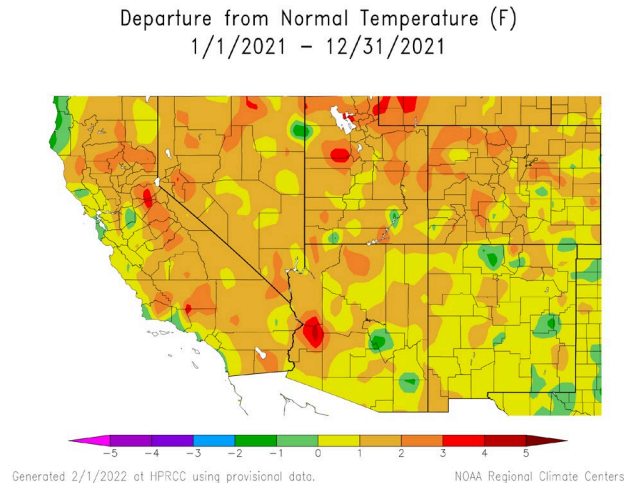 Departure from Normal Temperature (F)
1/1/2021 - 12/31/2021
-5 -4 -3 -2 -1 0 1 2 3 4 5
Generated 2/1/2022 at HPRCC using provisional data.
NOAA Regional Climate Centers